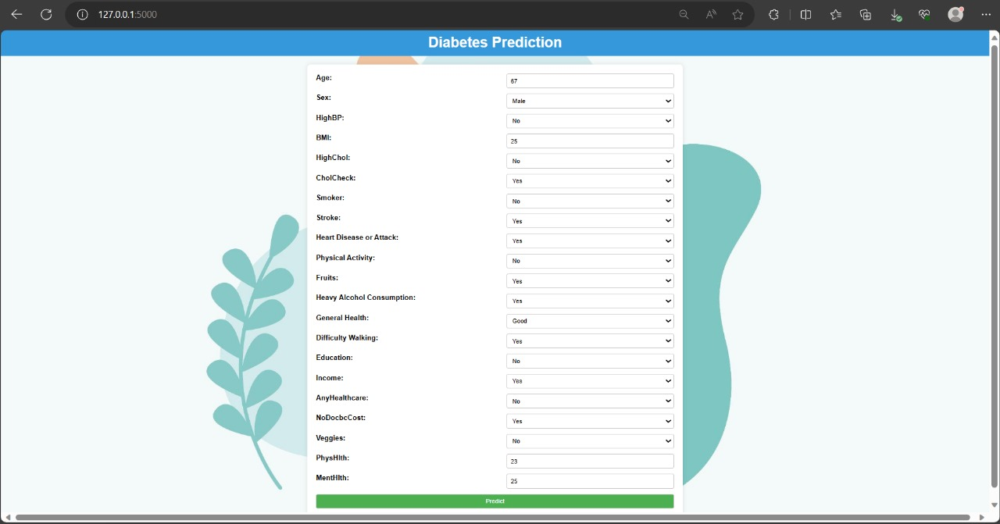 127.0.0.1:5000
Diabetes Prediction
Age: 67
Sex: Male
HighBP: No
BMI: 25
HighChol: No
CholCheck: Yes
Smoker: No
Stroke: Yes
Heart Disease or Attack: Yes
Physical Activity: No
Fruits: Yes
Heavy Alcohol Consumption: Yes
General Health: Good
Difficulty Walking: Yes
Education: No
Income: Yes
AnyHealthcare: No
NoDocbcCost: Yes
Veggies: No
PhysHlth: 23
MentHlth: 25
Predict